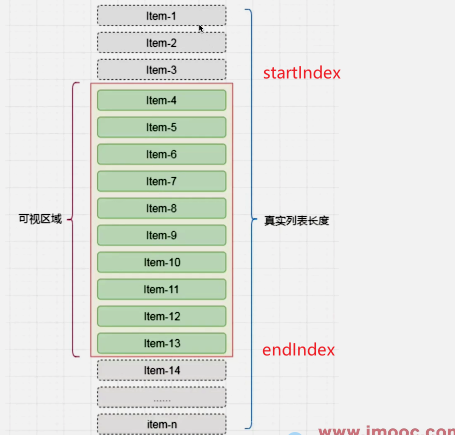 Item-1
Item-2
Item-3
startIndex
Item-4
Item-5
Item-6
Item-7
可视区域
Item-8
真实列表长度
Item-9
Item-10
Item-11
Item-12
Item-13
endIndex
Item-14
......
item-n
www.imooc.com